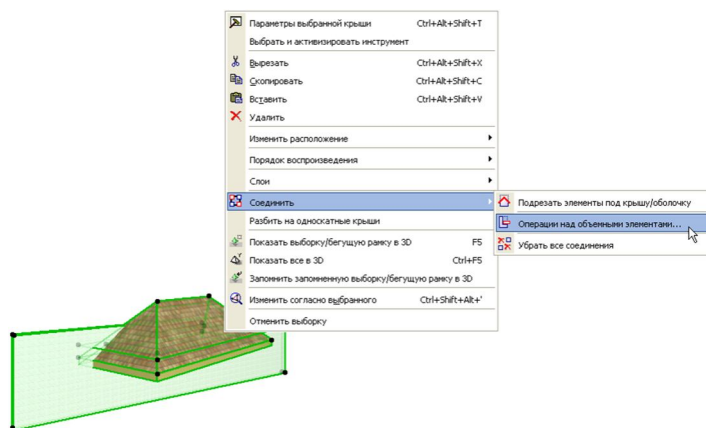 Параметры выбранной крыши Ctrl+Alt+Shift+T
Выбрать и активизировать инструмент
Вырезать Ctrl+Alt+Shift+X
Скопировать Ctrl+Alt+Shift+C
Вставить Ctrl+Alt+Shift+V
Удалить
Изменить расположение
Порядок воспроизведения
Слои
Соединить
Подрезать элементы под крышу/оболочку
Разбить на односкатные крыши
Операции над объемными элементами...
Показать выборку/бегущую рамку в 3D F5
Убрать все соединения
Показать все в 3D Ctrl+F5
Запомнить запомненную выборку/бегущую рамку в 3D
Изменить согласно выбранного Ctrl+Shift+Alt+'
Отменить выборку